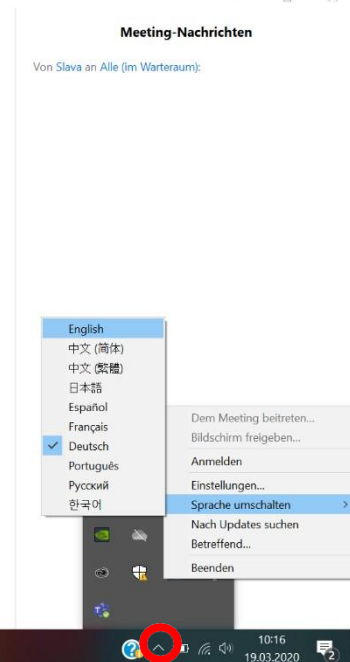 Meeting-Nachrichten
Von Slava an Alle (im Warteraum):
English
中文 (简体)
中文 (繁體)
日本語
Español
Français
Deutsch
Português
Русский
한국어
Dem Meeting beitreten...
Bildschirm freigeben...
Anmelden
Einstellungen...
Sprache umschalten
Nach Updates suchen
Betreffend...
Beenden
10:16
19.03.2020
2